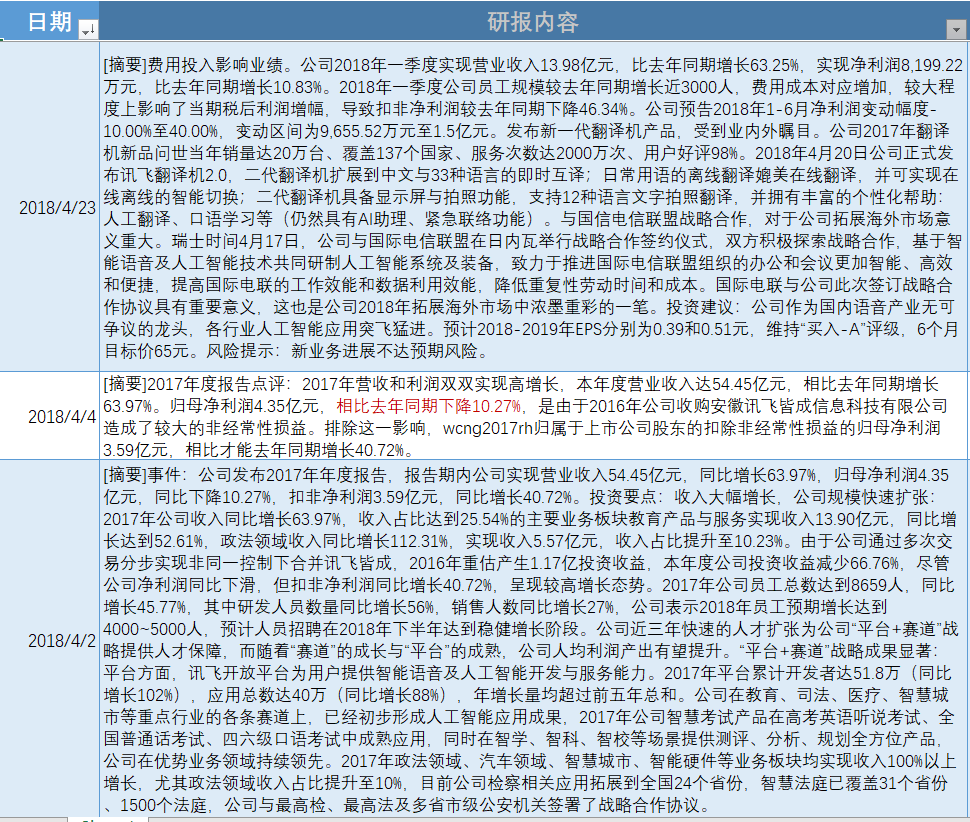 日期
研报内容
[摘要]费用投入影响业绩。公司2018年一季度实现营业收入13.98亿元，比去年同期增长63.25%，实现净利润8,199.22
万元，比去年同期增长10.83%。2018年一季度公司员工规模较去年同期增长近3000人，费用成本对应增加，较大程
度上影响了当期税后利润增幅，导致扣非净利润较去年同期下降46.34%。公司预告2018年1-6月净利润变动幅度-
10.00%至40.00%，变动区间为9,655.52万元至1.5亿元。发布新一代翻译机产品，受到业内外瞩目。公司2017年翻译
机新品问世当年销量达20万台、覆盖137个国家、服务次数达2000万次、用户好评98%。2018年4月20日公司正式发
布讯飞翻译机2.0，二代翻译机扩展到中文与33种语言的即时互译；日常用语的离线翻译媲美在线翻译，并可实现在
线离线的智能切换；二代翻译机具备显示屏与拍照功能，支持12种语言文字拍照翻译，并拥有丰富的个性化帮助：
2018/4/23
人工翻译、口语学习等（仍然具有AI助理、紧急联络功能）。与国信电信联盟战略合作，对于公司拓展海外市场意
义重大。瑞士时间4月17日，公司与国际电信联盟在日内瓦举行战略合作签约仪式，双方积极探索战略合作，基于智
能语音及人工智能技术共同研制人工智能系统及装备，致力于推进国际电信联盟组织的办公和会议更加智能、高效
和便捷，提高国际电联的工作效能和数据利用效能，降低重复性劳动时间和成本。国际电联与公司此次签订战略合
作协议具有重要意义，这也是公司2018年拓展海外市场中浓墨重彩的一笔。投资建议：公司作为国内语音产业无可
争议的龙头，各行业人工智能应用突飞猛进。预计2018-2019年EPS分别为0.39和0.51元，维持“买入-A”评级，6个月
目标价65元。风险提示：新业务进展不达预期风险。
[摘要]2017年度报告点评：2017年营收和利润双双实现高增长，本年度营业收入达54.45亿元，相比去年同期增长
63.97%。归母净利润4.35亿元，相比去年同期下降10.27%，是由于2016年公司收购安徽讯飞皆成信息科技有限公司
2018/4/4
造成了较大的非经常性损益。排除这一影响，wcng2017rh归属于上市公司股东的扣除非经常性损益的归母净利润
3.59亿元，相比才能去年同期增长40.72%。
[摘要]事件：公司发布2017年年度报告，报告期内公司实现营业收入54.45亿元，同比增长63.97%，归母净利润4.35
亿元，同比下降10.27%，扣非净利润3.59亿元，同比增长40.72%。投资要点：收入大幅增长，公司规模快速扩张：
2017年公司收入同比增长63.97%，收入占比达到25.54%的主要业务板块教育产品与服务实现收入13.90亿元，同比增
长达到52.61%，政法领域收入同比增长112.31%，实现收入5.57亿元，收入占比提升至10.23%。由于公司通过多次交
易分步实现非同一控制下合并讯飞皆成，2016年重估产生1.17亿投资收益，本年度公司投资收益减少66.76%，尽管
公司净利润同比下滑，但扣非净利润同比增长40.72%，呈现较高增长态势。2017年公司员工总数达到8659人，同比
增长45.77%，其中研发人员数量同比增长56%，销售人数同比增长27%，公司表示2018年员工预期增长达到
4000~5000人，预计人员招聘在2018年下半年达到稳健增长阶段。公司近三年快速的人才扩张为公司“平台+赛道”战
2018/4/2
略提供人才保障，而随着“赛道”的成长与“平台”的成熟，公司人均利润产出有望提升。“平台+赛道”战略成果显著：
平台方面，讯飞开放平台为用户提供智能语音及人工智能开发与服务能力。2017年平台累计开发者达51.8万（同比
增长102%），应用总数达40万（同比增长88%），年增长量均超过前五年总和。公司在教育、司法、医疗、智慧城
市等重点行业的各条赛道上，已经初步形成人工智能应用成果，2017年公司智慧考试产品在高考英语听说考试、全
国普通话考试、四六级口语考试中成熟应用，同时在智学、智科、智校等场景提供测评、分析、规划全方位产品，
公司在优势业务领域持续领先。2017年政法领域、汽车领域、智慧城市、智能硬件等业务板块均实现收入100%以上
增长，尤其政法领域收入占比提升至10%，目前公司检察相关应用拓展到全国24个省份，智慧法庭已覆盖31个省份
、1500个法庭，公司与最高检、最高法及多省市级公安机关签署了战略合作协议。